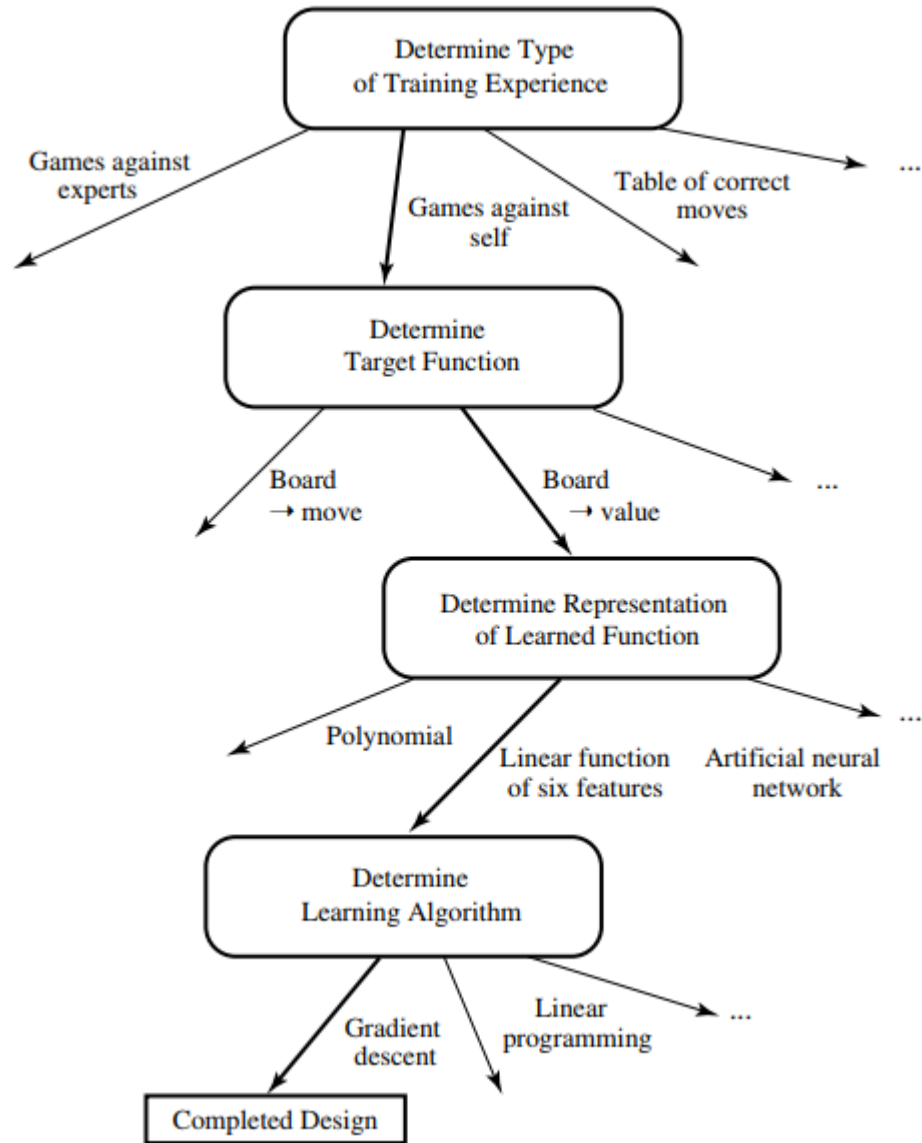 Determine Type
of Training Experience
Games against
experts
Games against
self
Table of correct
moves
...
Determine
Target Function
Board
→ move
Board
→ value
...
Determine Representation
of Learned Function
Polynomial
Linear function
of six features
Artificial neural
network
...
Determine
Learning Algorithm
Gradient
descent
Linear
programming
...
Completed Design